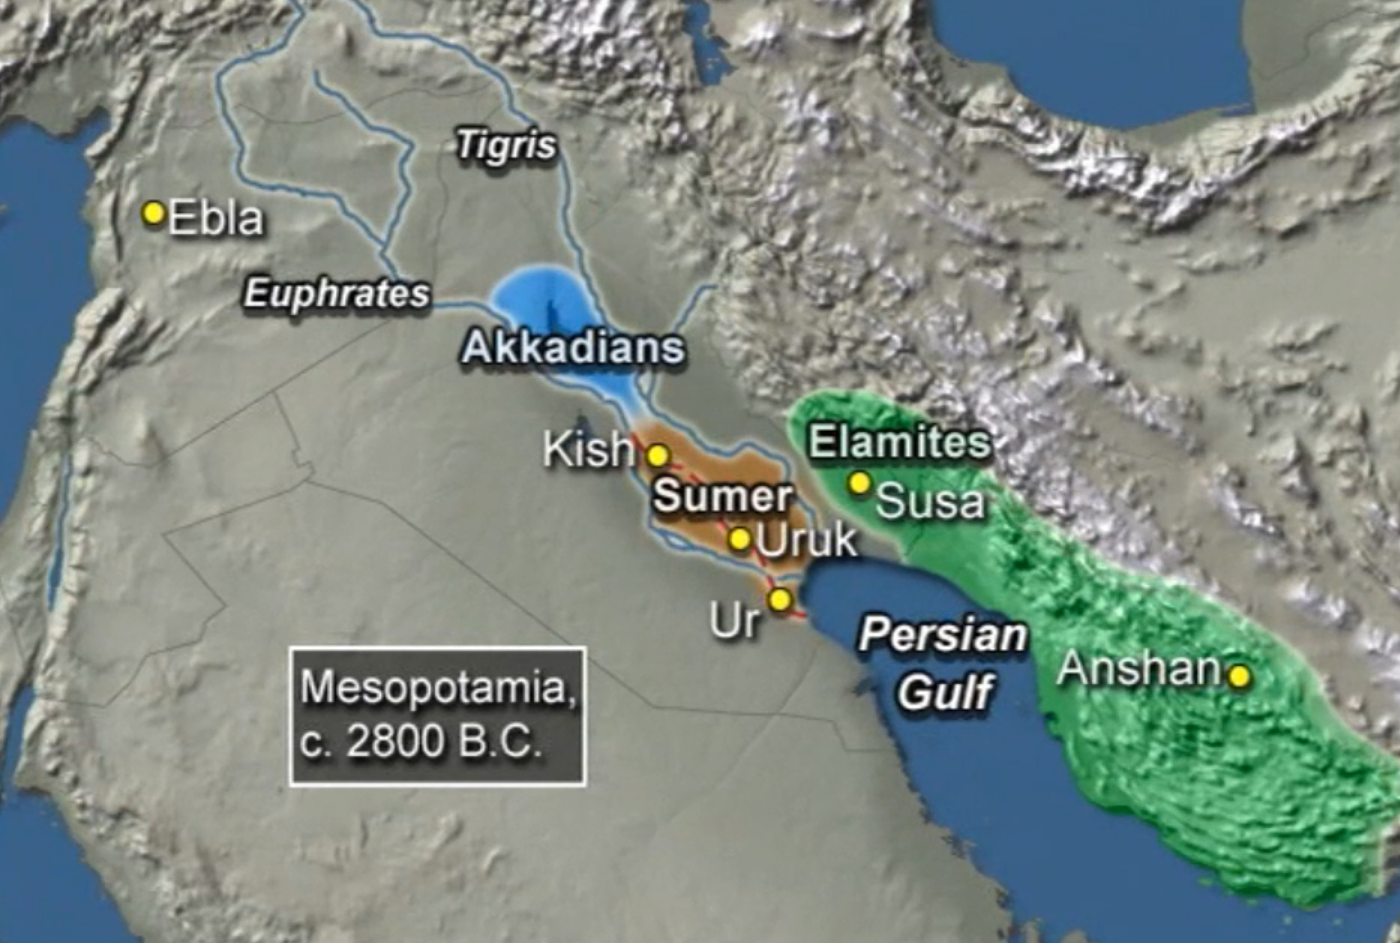 Tigris
Ebla
Euphrates
Akkadians
Elamites
Kish
Susa
Sumer
Uruk
Ur
Persian
Gulf
Anshan
Mesopotamia,
c. 2800 B.C.